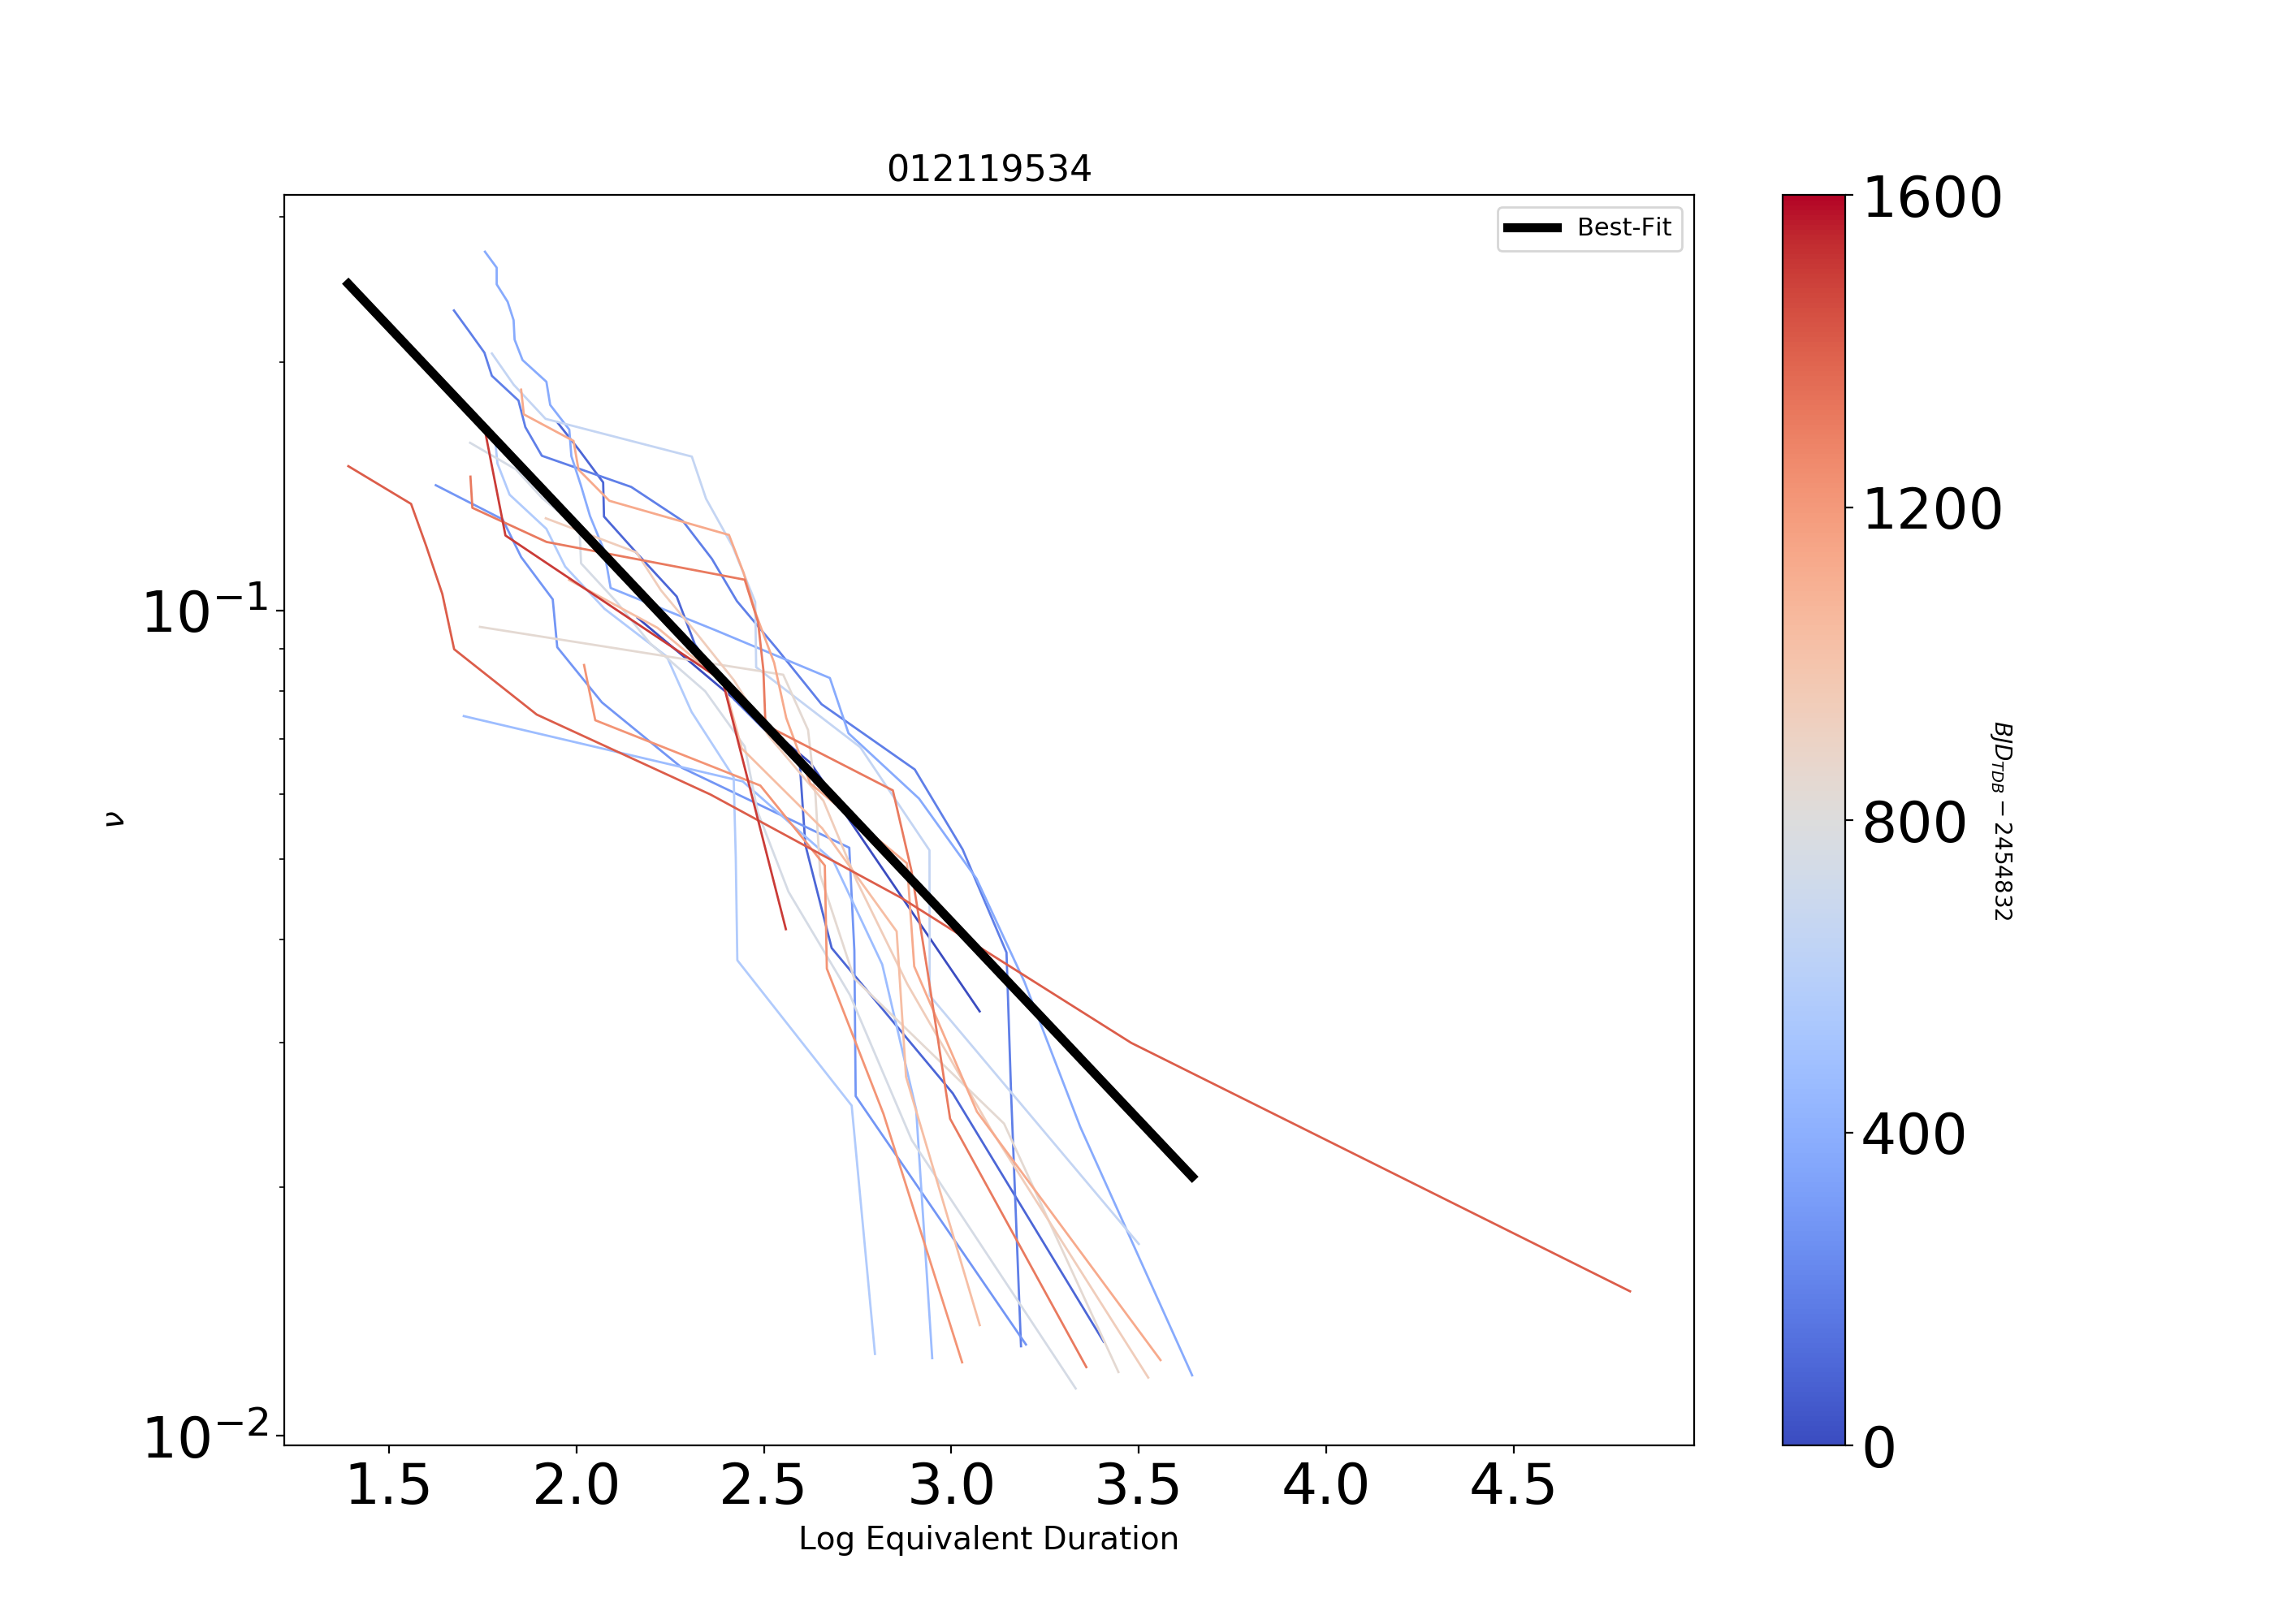 012119534
Best-Fit
ν
10⁻¹
10⁻²
1.5 2.0 2.5 3.0 3.5 4.0 4.5
Log Equivalent Duration
1600
1200
800
400
0
BJD_TDB − 2454832